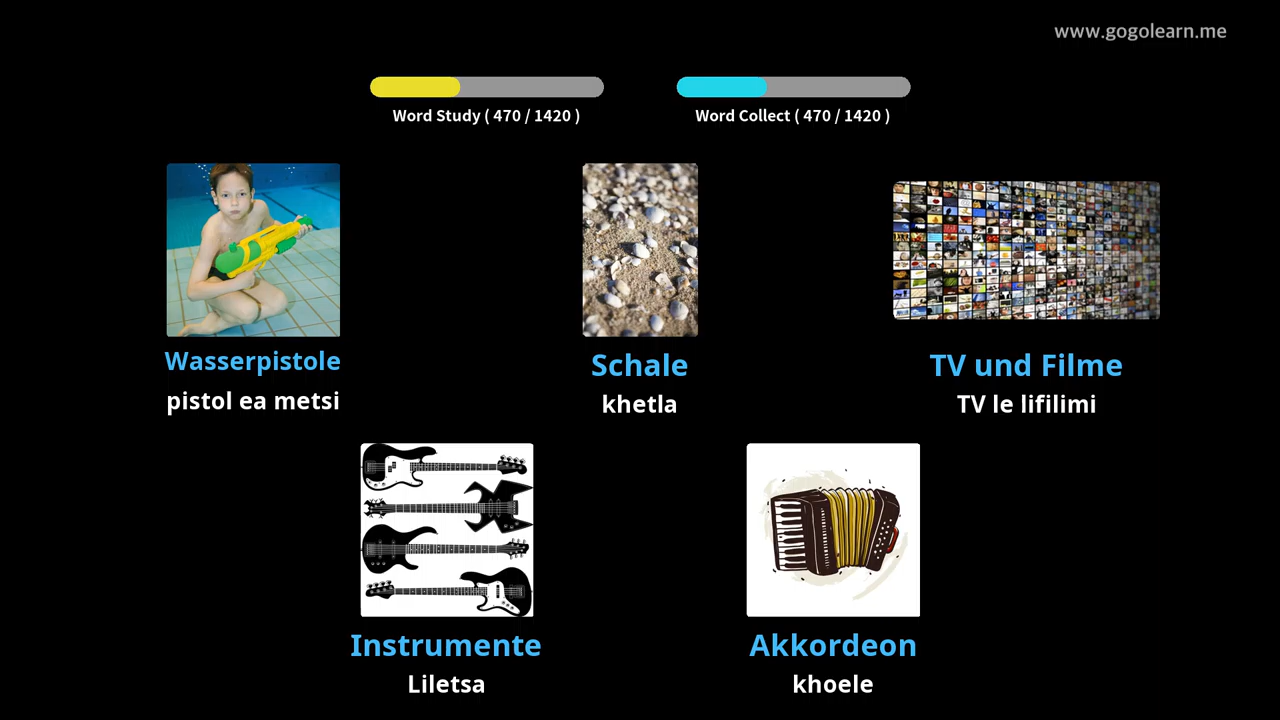 www.gogolearn.me
Word Study ( 470 / 1420 )
Word Collect ( 470 / 1420 )
Wasserpistole
pistol ea metsi
Schale
khetla
TV und Filme
TV le lifilimi
Instrumente
Liletsa
Akkordeon
khoele